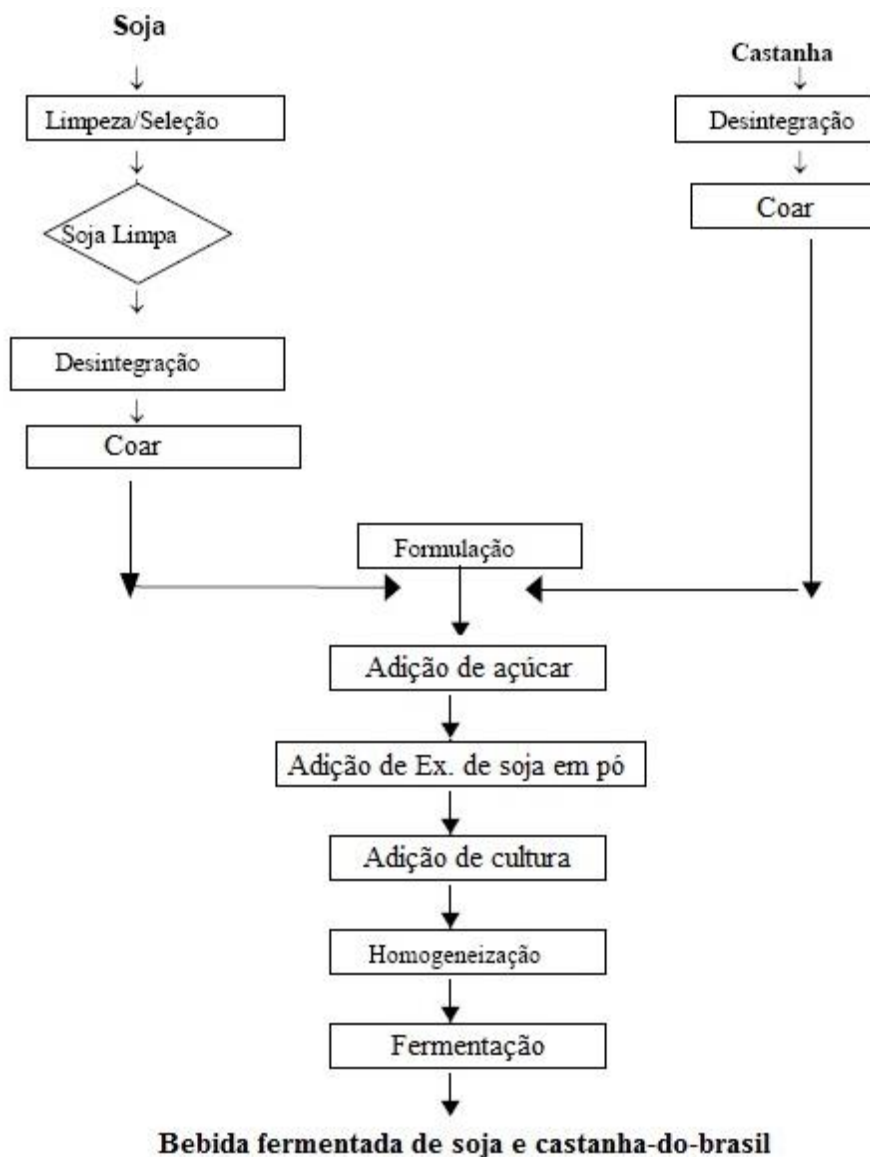 Soja
Limpeza/Seleção
Soja Limpa
Desintegração
Coar
Castanha
Desintegração
Coar
Formulação
Adição de açúcar
Adição de Ex. de soja em pó
Adição de cultura
Homogeneização
Fermentação
Bebida fermentada de soja e castanha-do-brasil